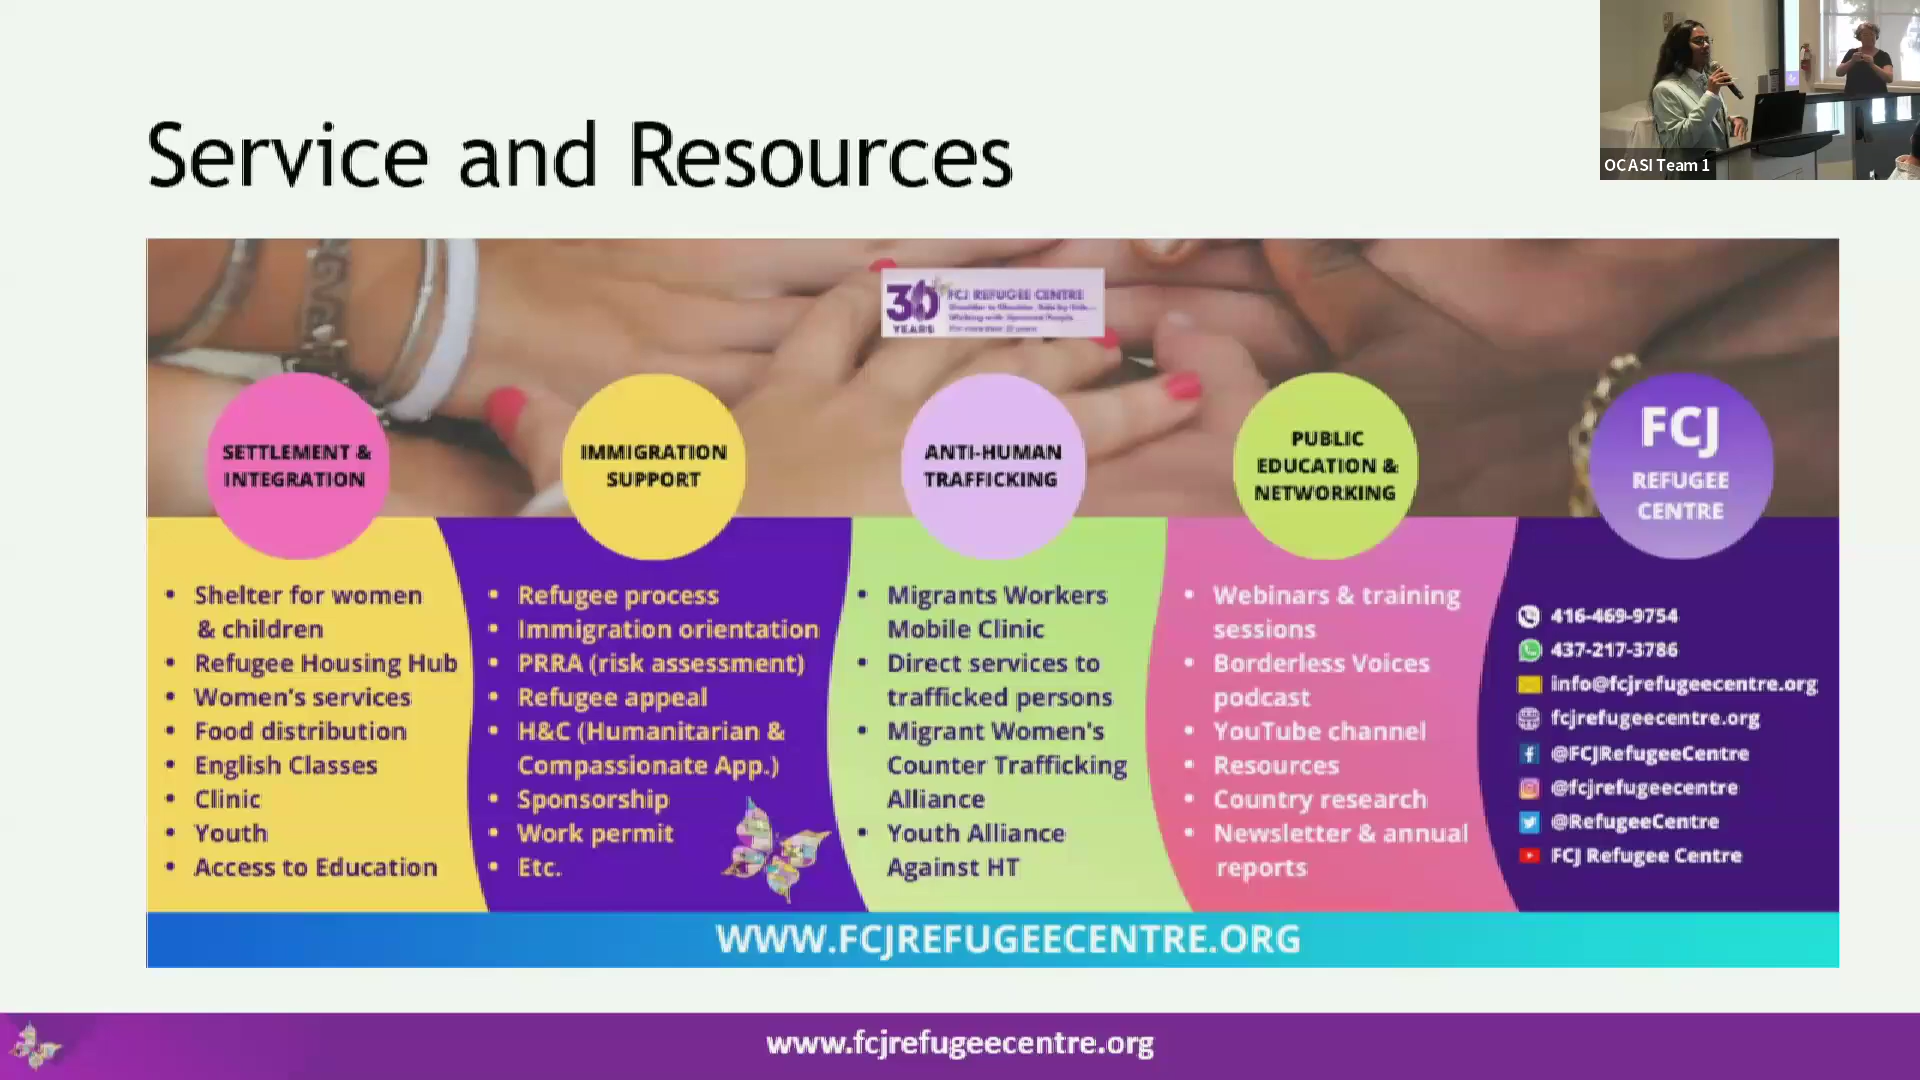 Service and Resources
OCASI Team 1
30 YEARS
FCJ REFUGEE CENTRE
SETTLEMENT &
INTEGRATION
IMMIGRATION
SUPPORT
ANTI-HUMAN
TRAFFICKING
PUBLIC
EDUCATION &
NETWORKING
FCJ
REFUGEE
CENTRE
• Shelter for women
& children
• Refugee Housing Hub
• Women's services
• Food distribution
• English Classes
• Clinic
• Youth
• Access to Education
• Refugee process
• Immigration orientation
• PRRA (risk assessment)
• Refugee appeal
• H&C (Humanitarian &
Compassionate App.)
• Sponsorship
• Work permit
• Etc.
• Migrants Workers
Mobile Clinic
• Direct services to
trafficked persons
• Migrant Women's
Counter Trafficking
Alliance
• Youth Alliance
Against HT
• Webinars & training
sessions
• Borderless Voices
podcast
• YouTube channel
• Resources
• Country research
• Newsletter & annual
reports
416-469-9754
437-217-3786
info@fcjrefugeecentre.org
fcjrefugeecentre.org
@FCJRefugeeCentre
@fcjrefugeecentre
@RefugeeCentre
FCJ Refugee Centre
WWW.FCJREFUGEECENTRE.ORG
www.fcjrefugeecentre.org